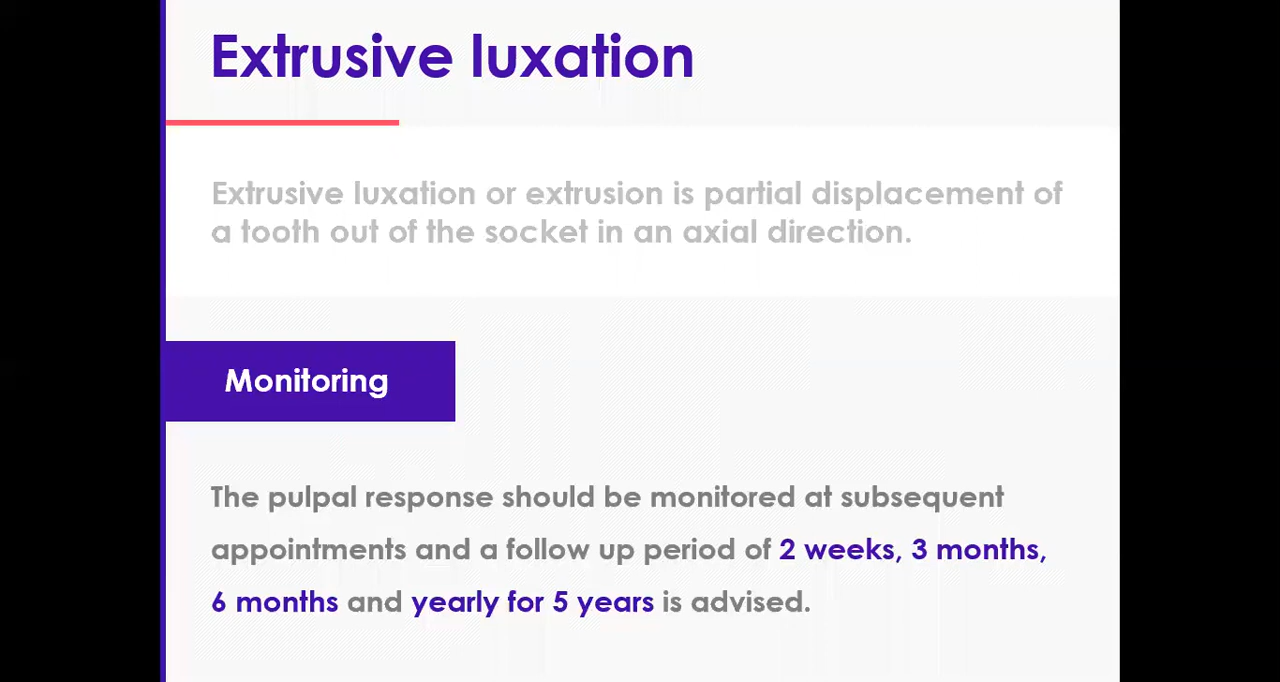 Extrusive luxation
Extrusive luxation or extrusion is partial displacement of
a tooth out of the socket in an axial direction.
Monitoring
The pulpal response should be monitored at subsequent
appointments and a follow up period of 2 weeks, 3 months,
6 months and yearly for 5 years is advised.